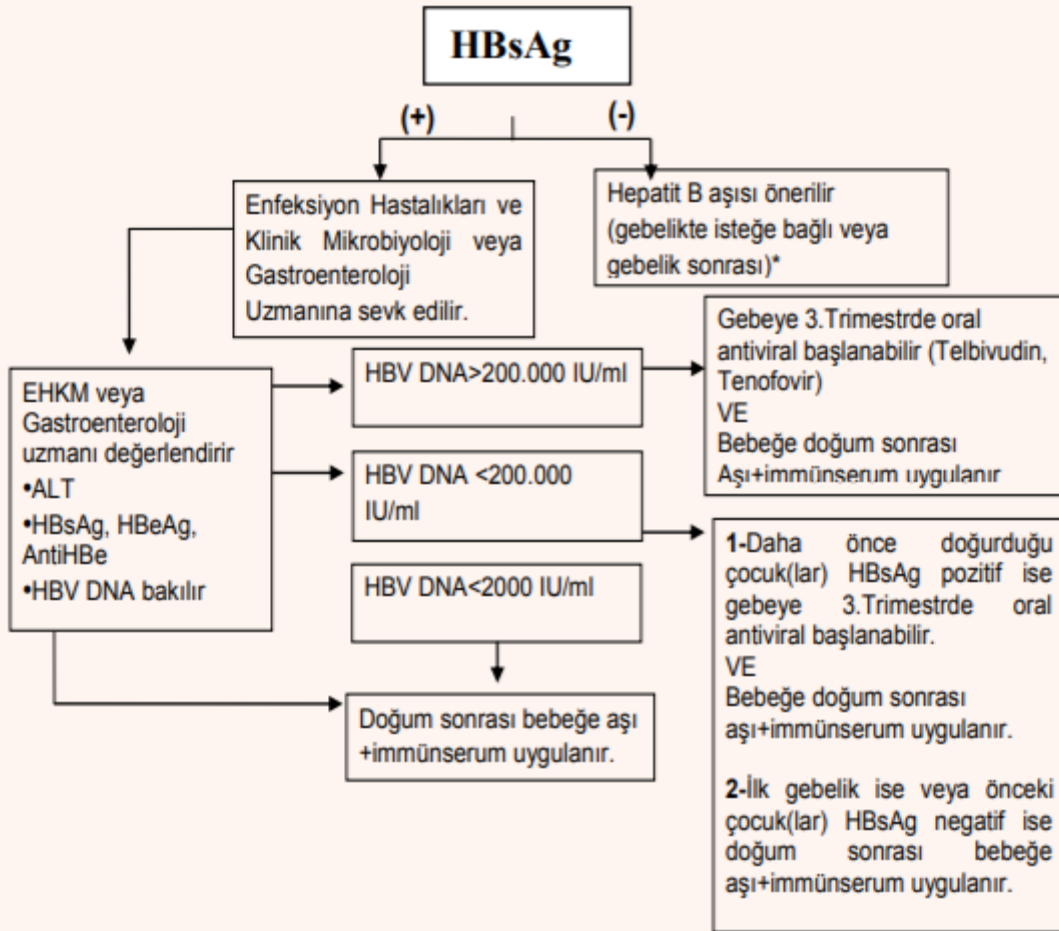 HBsAg
(+)
(-)
Enfeksiyon Hastalıkları ve
Klinik Mikrobiyoloji veya
Gastroenteroloji
Uzmanına sevk edilir.
Hepatit B aşısı önerilir
(gebelikte isteğe bağlı veya
gebelik sonrası)*
EHKM veya
Gastroenteroloji
uzmanı değerlendirir
•ALT
•HBsAg, HBeAg,
AntiHBe
•HBV DNA bakılır
HBV DNA>200.000 IU/ml
Gebeye 3.Trimestrde oral
antiviral başlanabilir (Telbivudin,
Tenofovir)
VE
Bebeğe doğum sonrası
Aşı+immünserum uygulanır
HBV DNA <200.000
IU/ml
1-Daha önce doğurduğu
çocuk(lar) HBsAg pozitif ise
gebeye 3.Trimestrde oral
antiviral başlanabilir.
VE
Bebeğe doğum sonrası
aşı+immünserum uygulanır.
2-İlk gebelik ise veya önceki
çocuk(lar) HBsAg negatif ise
doğum sonrası bebeğe
aşı+immünserum uygulanır.
HBV DNA<2000 IU/ml
Doğum sonrası bebeğe aşı
+immünserum uygulanır.